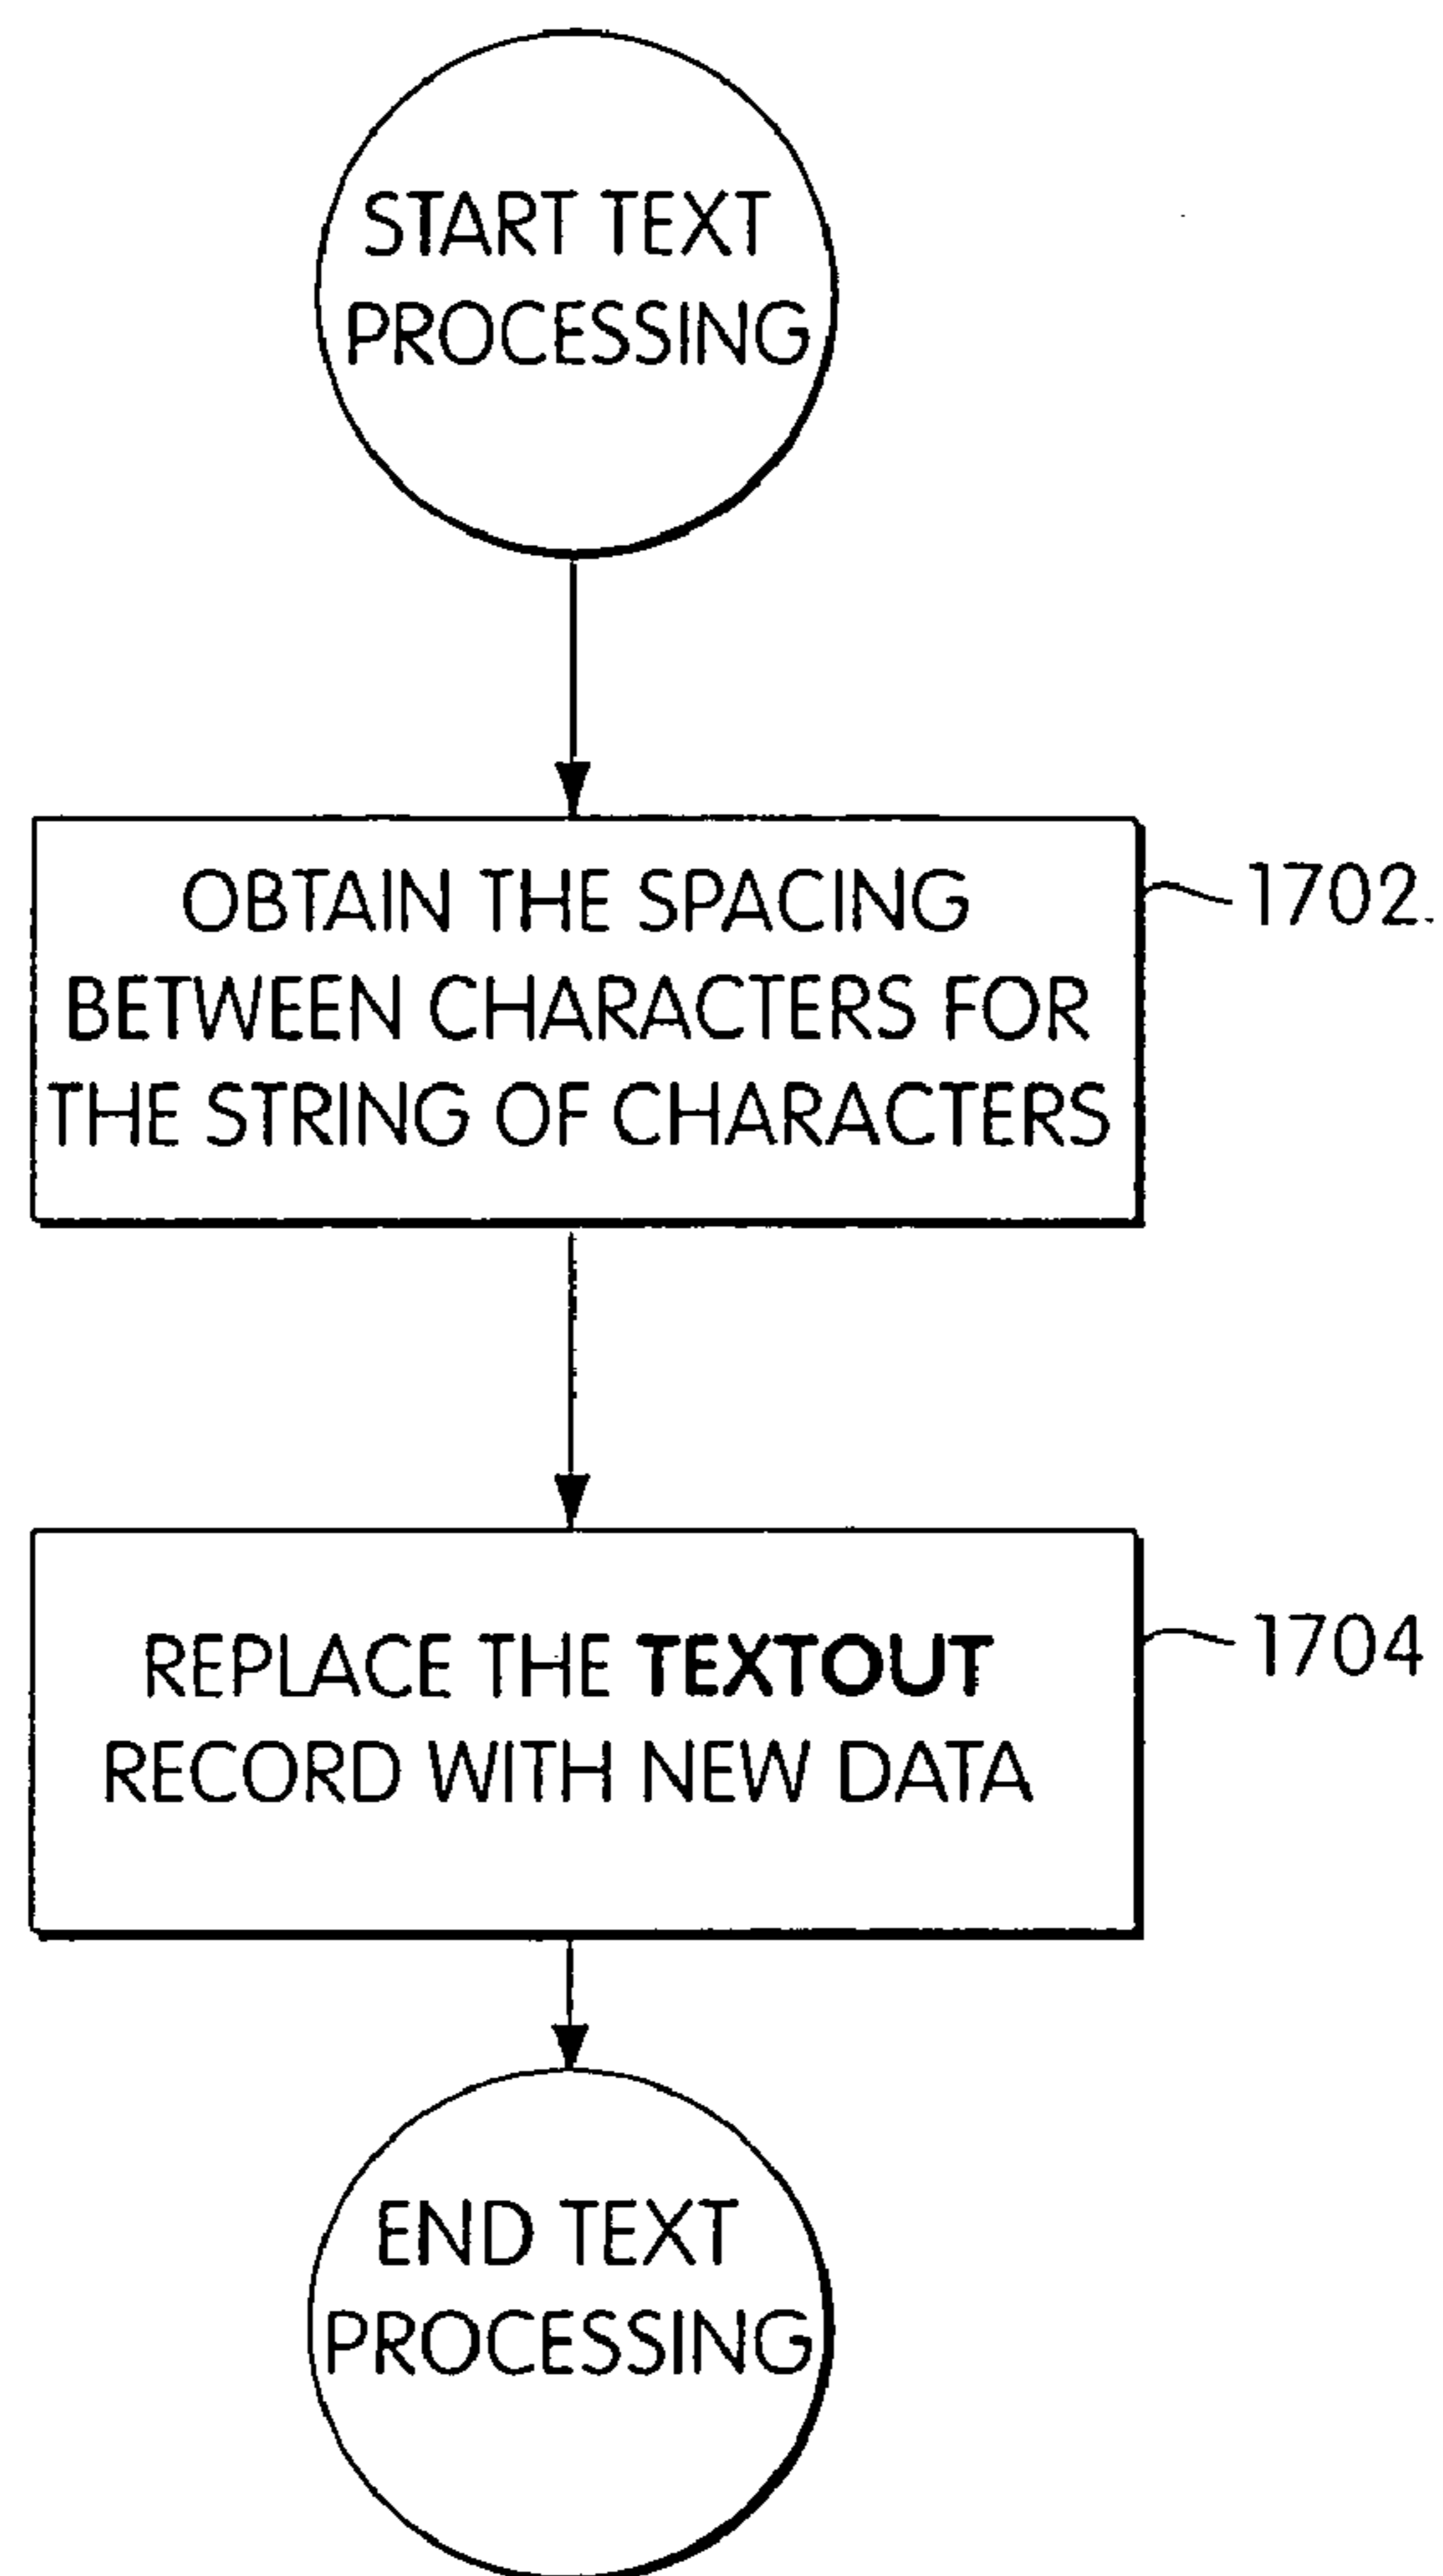 START TEXT
PROCESSING
OBTAIN THE SPACING
BETWEEN CHARACTERS FOR
THE STRING OF CHARACTERS
1702
REPLACE THE TEXTOUT
RECORD WITH NEW DATA
1704
END TEXT
PROCESSING